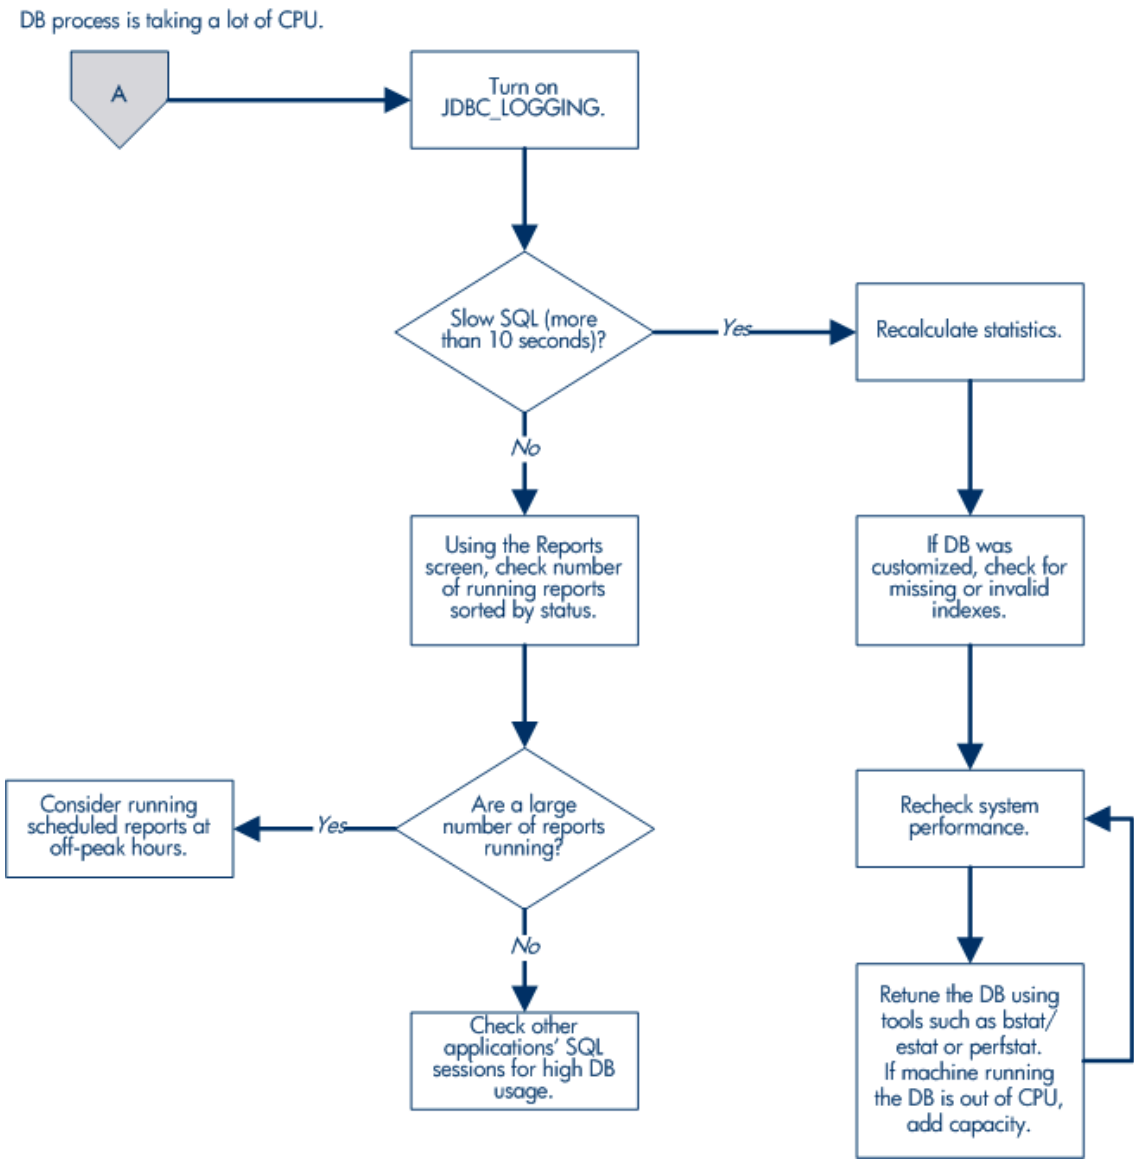 DB process is taking a lot of CPU.
A
Turn on
JDBC_LOGGING.
Slow SQL (more
than 10 seconds)?
Yes
Recalculate statistics.
No
Using the Reports
screen, check number
of running reports
sorted by status.
If DB was
customized, check for
missing or invalid
indexes.
Are a large
number of reports
running?
Yes
Consider running
scheduled reports at
off-peak hours.
Recheck system
performance.
No
Check other
applications’ SQL
sessions for high DB
usage.
Retune the DB using
tools such as bstat/
estat or perfstat.
If machine running
the DB is out of CPU,
add capacity.